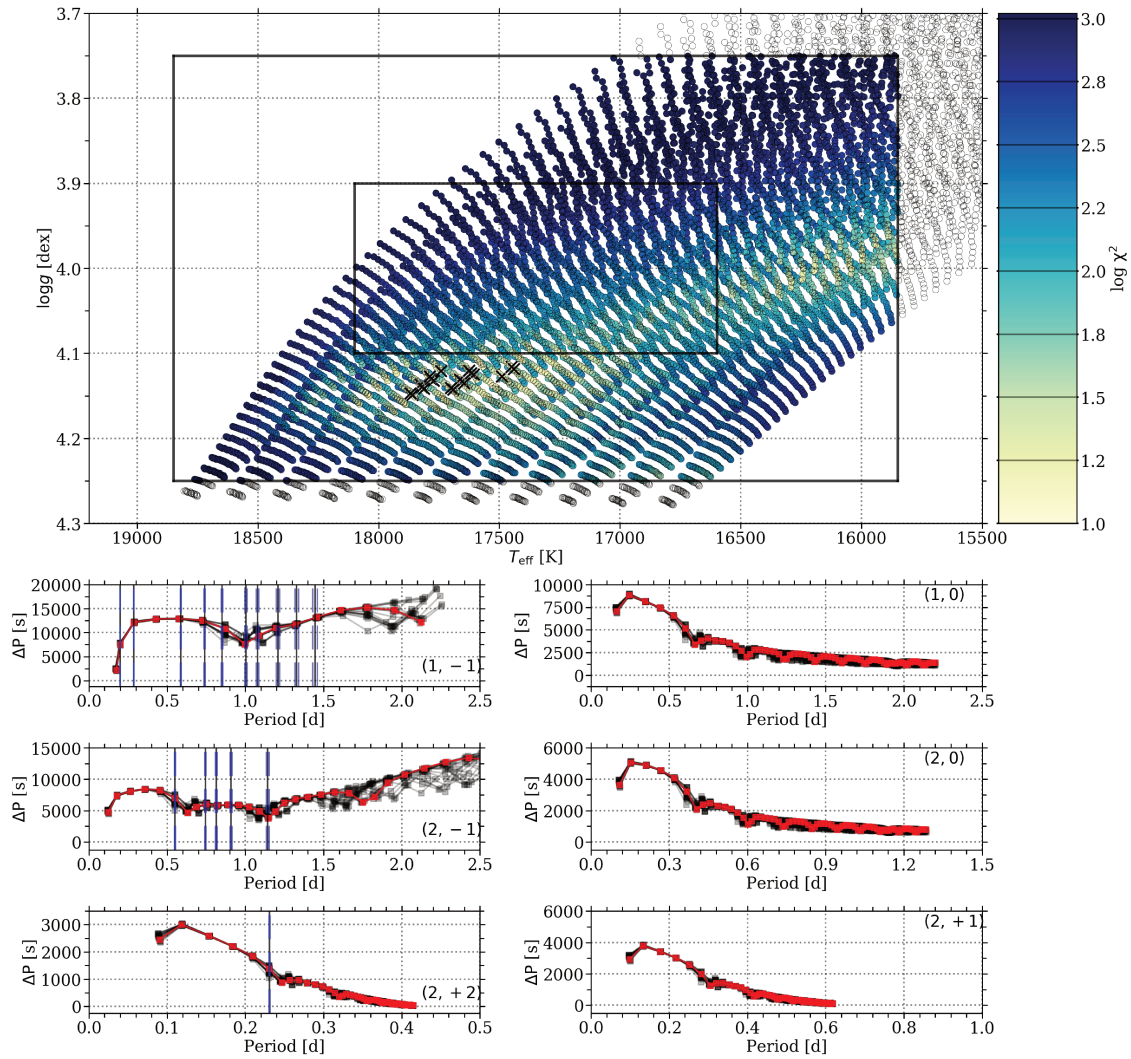 3.7
3.8
3.9
4.0
4.1
4.2
4.3
logg [dex]
19000 18500 18000 17500 17000 16500 16000 15500
T_eff [K]
3.0
2.8
2.5
2.2
2.0
1.8
1.5
1.2
1.0
log χ²
20000
15000
10000
5000
0
ΔP [s]
(1, −1)
0.0 0.5 1.0 1.5 2.0 2.5
Period [d]
10000
7500
5000
2500
0
ΔP [s]
(1, 0)
0.0 0.5 1.0 1.5 2.0 2.5
Period [d]
15000
10000
5000
0
ΔP [s]
(2, −1)
0.0 0.5 1.0 1.5 2.0 2.5
Period [d]
6000
4000
2000
0
ΔP [s]
(2, 0)
0.0 0.3 0.6 0.9 1.2 1.5
Period [d]
3000
2000
1000
0
ΔP [s]
(2, +2)
0.0 0.1 0.2 0.3 0.4 0.5
Period [d]
6000
4000
2000
0
ΔP [s]
(2, +1)
0.0 0.2 0.4 0.6 0.8 1.0
Period [d]